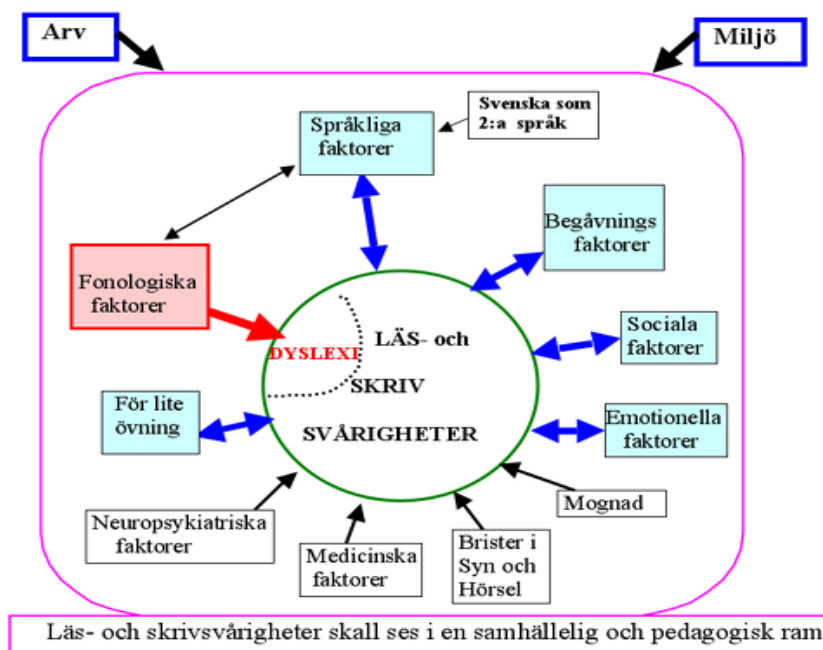 Arv
Miljö
Språkliga
faktorer
Svenska som
2:a språk
Begåvnings
faktorer
Fonologiska
faktorer
Sociala
faktorer
DYSLEXI
LÄS- och
SKRIV
SVÅRIGHETER
För lite
övning
Emotionella
faktorer
Neuropsykiatriska
faktorer
Medicinska
faktorer
Brister i
Syn och
Hörsel
Mognad
Läs- och skrivsvårigheter skall ses i en samhällelig och pedagogisk ram